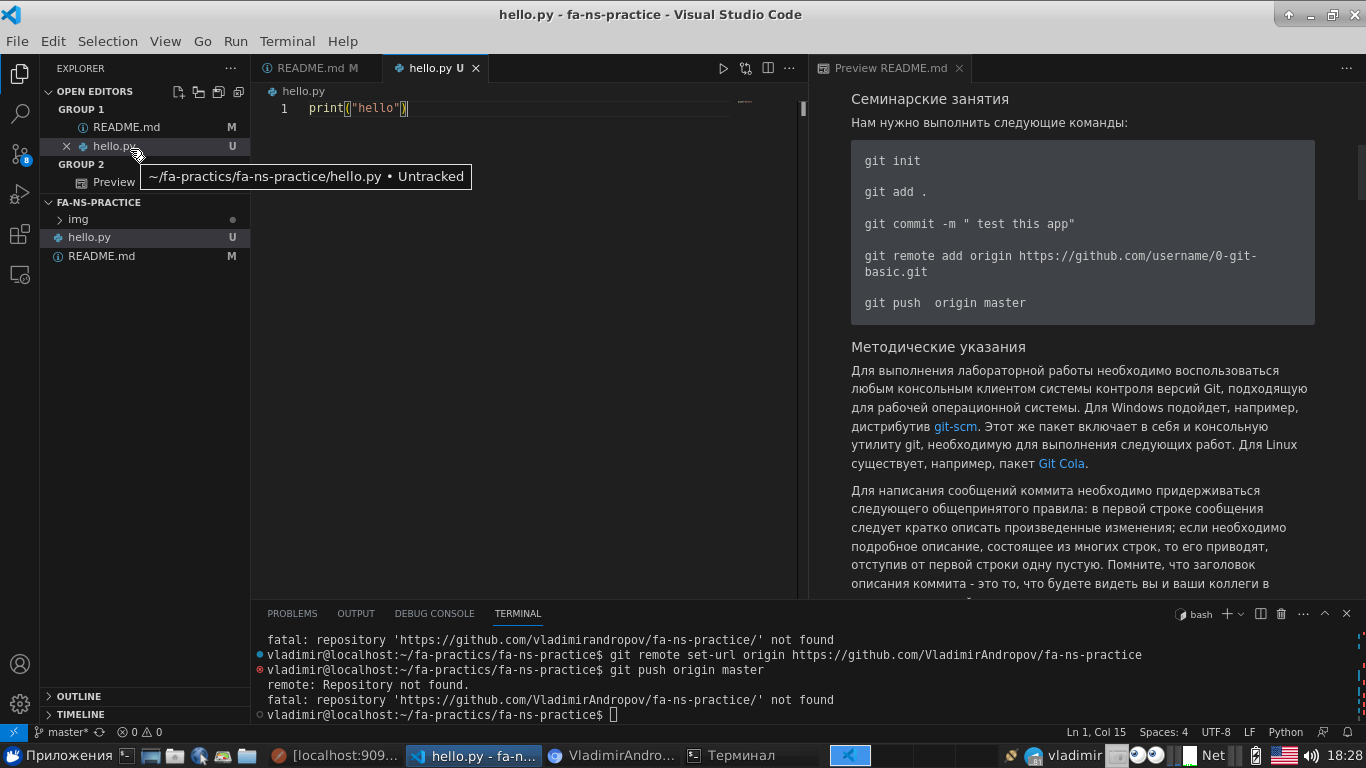 hello.py - fa-ns-practice - Visual Studio Code
File Edit Selection View Go Run Terminal Help
EXPLORER
OPEN EDITORS
GROUP 1
README.md M
hello.py U
GROUP 2
Preview
~/fa-practics/fa-ns-practice/hello.py • Untracked
FA-NS-PRACTICE
img
hello.py U
README.md M
OUTLINE
TIMELINE
README.md M
hello.py U
hello.py
1 print("hello")
Preview README.md
Семинарские занятия
Нам нужно выполнить следующие команды:
git init
git add .
git commit -m " test this app"
git remote add origin https://github.com/username/0-git-
basic.git
git push  origin master
Методические указания
Для выполнения лабораторной работы необходимо воспользоваться
любым консольным клиентом системы контроля версий Git, подходящую
для рабочей операционной системы. Для Windows подойдет, например,
дистрибутив git-scm. Этот же пакет включает в себя и консольную
утилиту git, необходимую для выполнения следующих работ. Для Linux
существует, например, пакет Git Cola.
Для написания сообщений коммита необходимо придерживаться
следующего общепринятого правила: в первой строке сообщения
следует кратко описать произведенные изменения; если необходимо
подробное описание, состоящее из многих строк, то его приводят,
отступив от первой строки одну пустую. Помните, что заголовок
описания коммита - это то, что будете видеть вы и ваши коллеги в
PROBLEMS OUTPUT DEBUG CONSOLE TERMINAL
bash
fatal: repository 'https://github.com/vladimirandropov/fa-ns-practice/' not found
vladimir@localhost:~/fa-practics/fa-ns-practice$ git remote set-url origin https://github.com/VladimirAndropov/fa-ns-practice
vladimir@localhost:~/fa-practics/fa-ns-practice$ git push origin master
remote: Repository not found.
fatal: repository 'https://github.com/VladimirAndropov/fa-ns-practice/' not found
vladimir@localhost:~/fa-practics/fa-ns-practice$
8
master* 0 0
Ln 1, Col 15 Spaces: 4 UTF-8 LF Python
Приложения
[localhost:909...
hello.py - fa-n...
VladimirAndro...
Терминал
81
vladimir
Net
18:28